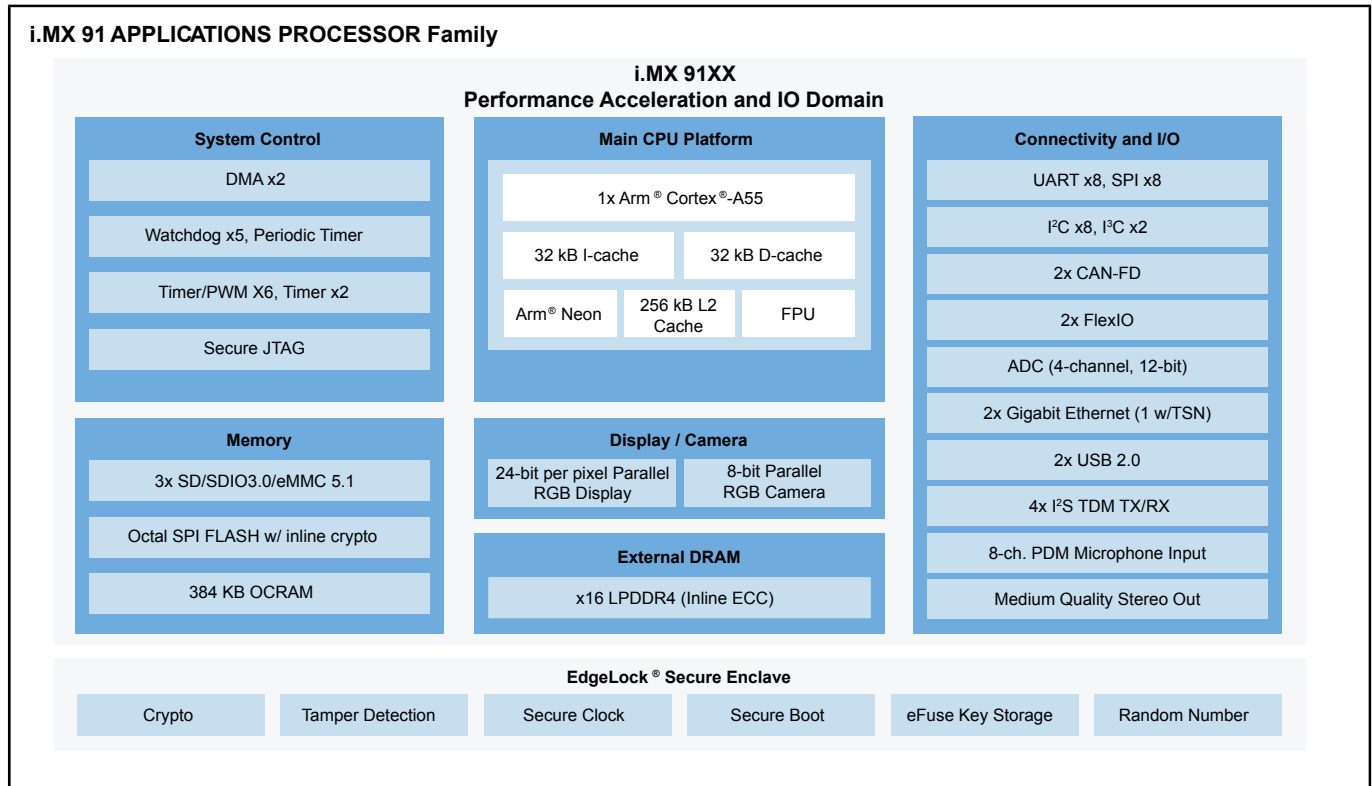 i.MX 91 APPLICATIONS PROCESSOR Family
i.MX 91XX
Performance Acceleration and IO Domain
System Control
DMA x2
Watchdog x5, Periodic Timer
Timer/PWM X6, Timer x2
Secure JTAG
Main CPU Platform
1x Arm ® Cortex ®-A55
32 kB I-cache
32 kB D-cache
Arm® Neon
256 kB L2
Cache
FPU
Connectivity and I/O
UART x8, SPI x8
I²C x8, I³C x2
2x CAN-FD
2x FlexIO
ADC (4-channel, 12-bit)
2x Gigabit Ethernet (1 w/TSN)
2x USB 2.0
4x I²S TDM TX/RX
8-ch. PDM Microphone Input
Medium Quality Stereo Out
Memory
3x SD/SDIO3.0/eMMC 5.1
Octal SPI FLASH w/ inline crypto
384 KB OCRAM
Display / Camera
24-bit per pixel Parallel
RGB Display
8-bit Parallel
RGB Camera
External DRAM
x16 LPDDR4 (Inline ECC)
EdgeLock ® Secure Enclave
Crypto
Tamper Detection
Secure Clock
Secure Boot
eFuse Key Storage
Random Number